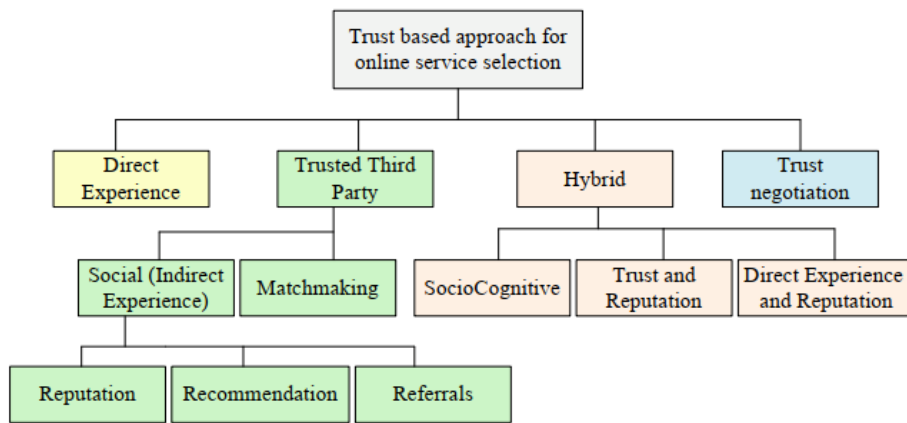 Trust based approach for
online service selection
Direct
Experience
Trusted Third
Party
Hybrid
Trust
negotiation
Social (Indirect
Experience)
Matchmaking
SocioCognitive
Trust and
Reputation
Direct Experience
and Reputation
Reputation
Recommendation
Referrals